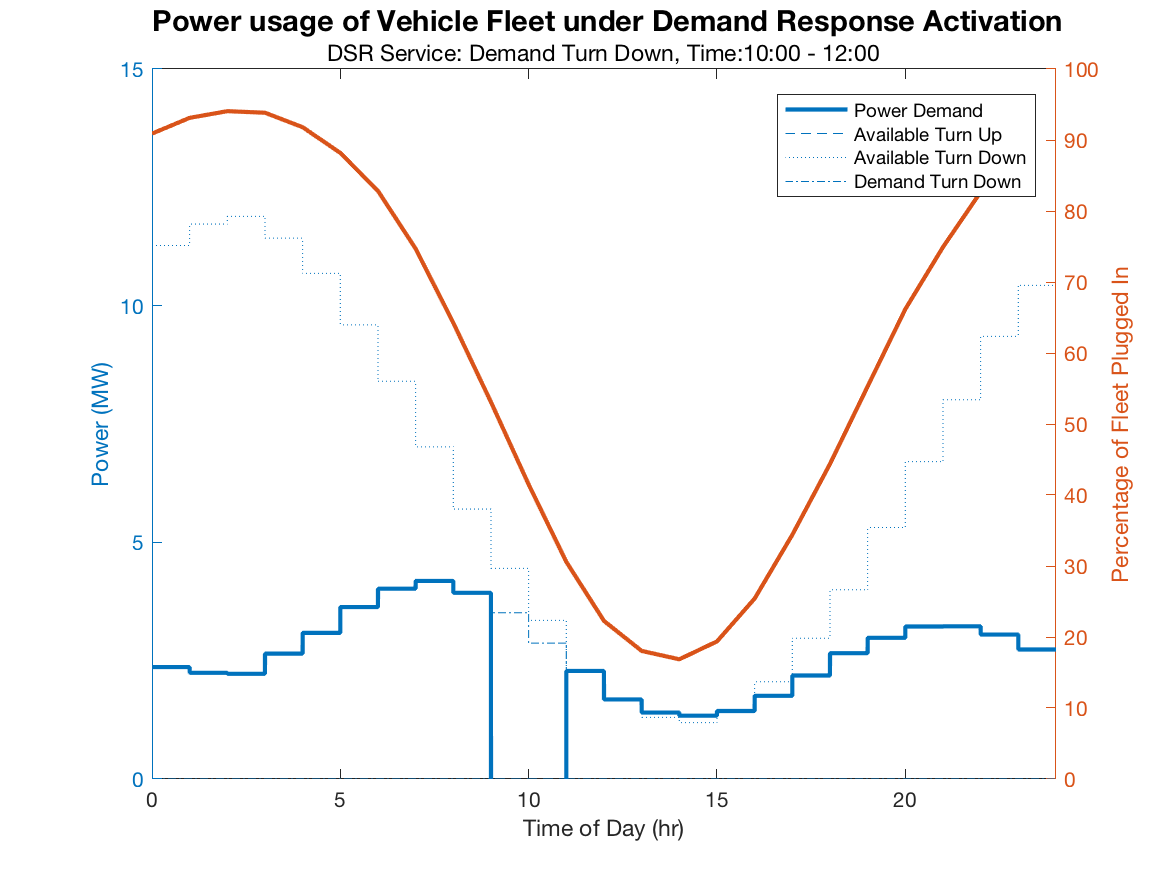 Power usage of Vehicle Fleet under Demand Response Activation
DSR Service: Demand Turn Down, Time:10:00 - 12:00
15
10
5
0
Power (MW)
100
90
80
70
60
50
40
30
20
10
0
Percentage of Fleet Plugged In
Power Demand
Available Turn Up
Available Turn Down
Demand Turn Down
0
5
10
15
20
Time of Day (hr)